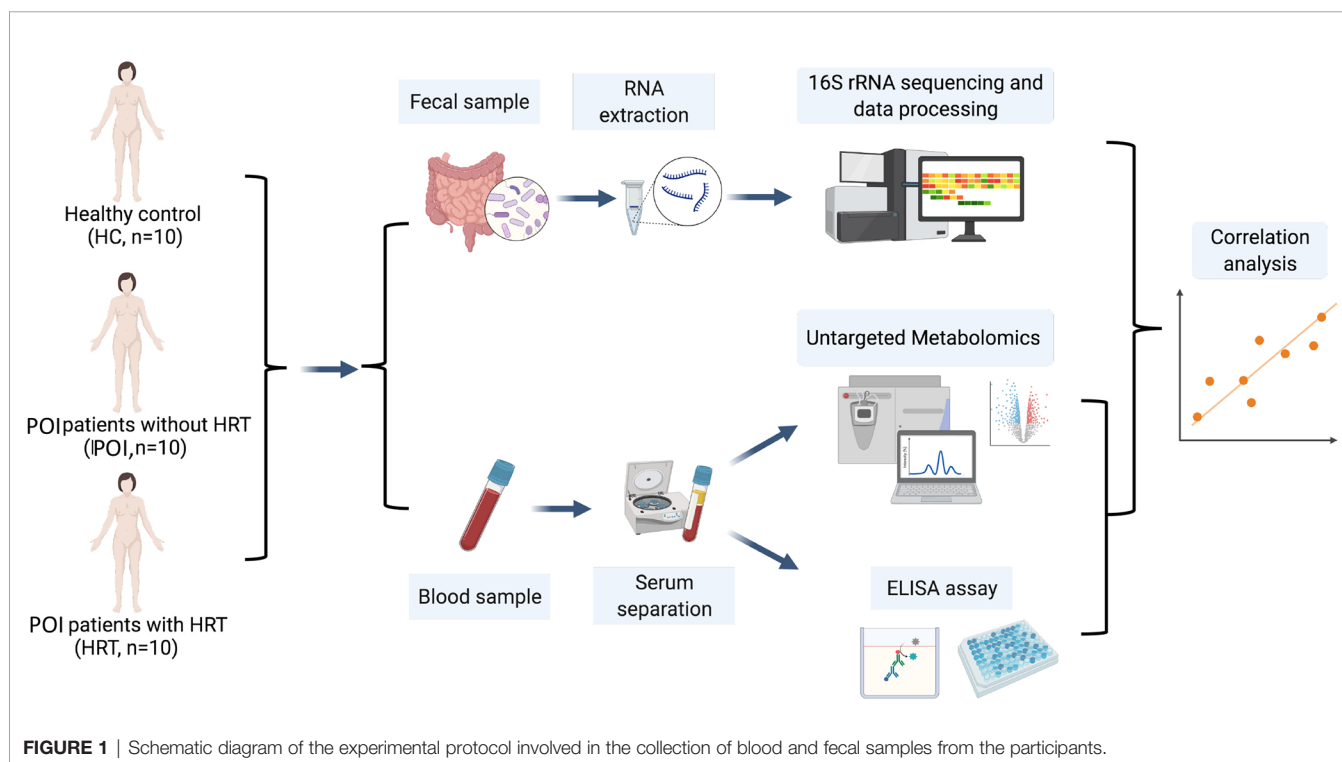 Healthy control
(HC, n=10)
POI patients without HRT
(POI, n=10)
POI patients with HRT
(HRT, n=10)
Fecal sample
RNA
extraction
16S rRNA sequencing and
data processing
Blood sample
Serum
separation
Untargeted Metabolomics
Intensity (%)
ELISA assay
Correlation
analysis
FIGURE 1 | Schematic diagram of the experimental protocol involved in the collection of blood and fecal samples from the participants.